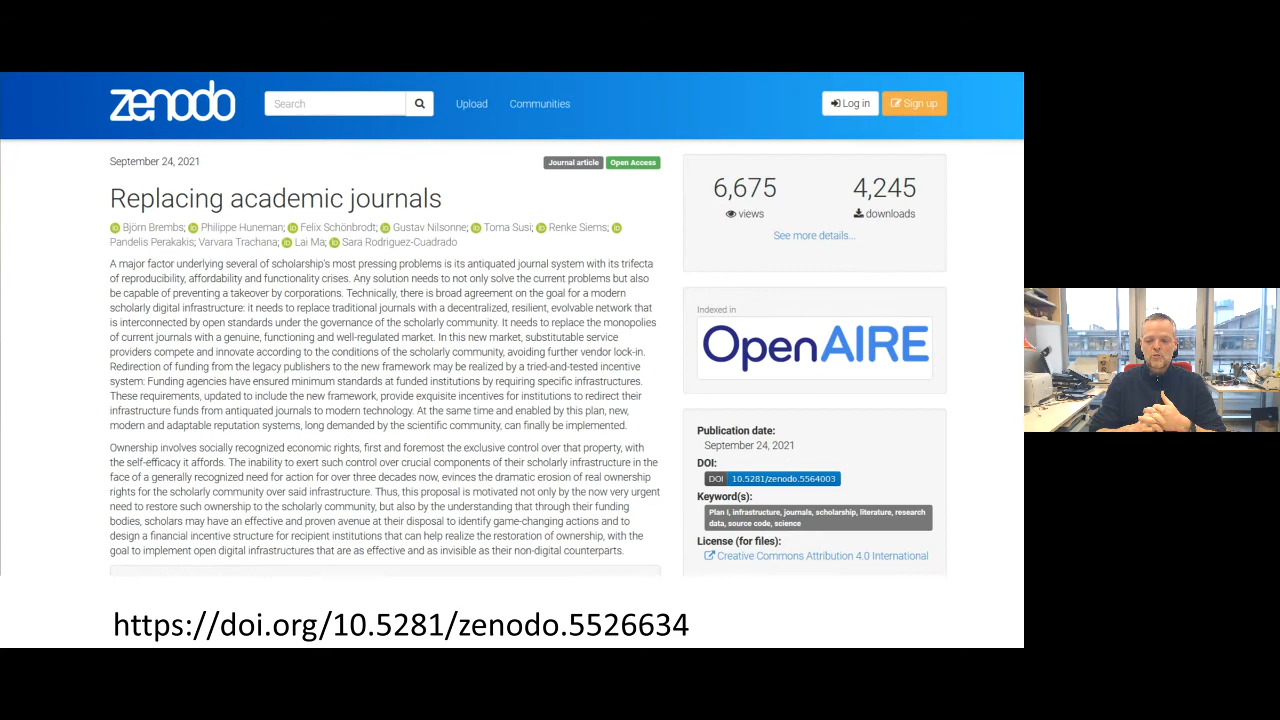 zenodo
Search
Upload
Communities
Log in
Sign up
September 24, 2021
Journal article
Open Access
Replacing academic journals
Björn Brembs; Philippe Huneman; Felix Schönbrodt; Gustav Nilsonne; Toma Susi; Renke Siems;
Pandelis Perakakis; Varvara Trachana; Lai Ma; Sara Rodriguez-Cuadrado
A major factor underlying several of scholarship's most pressing problems is its antiquated journal system with its trifecta
of reproducibility, affordability and functionality crises. Any solution needs to not only solve the current problems but also
be capable of preventing a takeover by corporations. Technically, there is broad agreement on the goal for a modern
scholarly digital infrastructure: it needs to replace traditional journals with a decentralized, resilient, evolvable network that
is interconnected by open standards under the governance of the scholarly community. It needs to replace the monopolies
of current journals with a genuine, functioning and well-regulated market. In this new market, substitutable service
providers compete and innovate according to the conditions of the scholarly community, avoiding further vendor lock-in.
Redirection of funding from the legacy publishers to the new framework may be realized by a tried-and-tested incentive
system: Funding agencies have ensured minimum standards at funded institutions by requiring specific infrastructures.
These requirements, updated to include the new framework, provide exquisite incentives for institutions to redirect their
infrastructure funds from antiquated journals to modern technology. At the same time and enabled by this plan, new,
modern and adaptable reputation systems, long demanded by the scientific community, can finally be implemented.
Ownership involves socially recognized economic rights, first and foremost the exclusive control over that property, with
the self-efficacy it affords. The inability to exert such control over crucial components of their scholarly infrastructure in the
face of a generally recognized need for action for over three decades now, evinces the dramatic erosion of real ownership
rights for the scholarly community over said infrastructure. Thus, this proposal is motivated not only by the now very urgent
need to restore such ownership to the scholarly community, but also by the understanding that through their funding
bodies, scholars may have an effective and proven avenue at their disposal to identify game-changing actions and to
design a financial incentive structure for recipient institutions that can help realize the restoration of ownership, with the
goal to implement open digital infrastructures that are as effective and as invisible as their non-digital counterparts.
6,675
views
4,245
downloads
See more details...
Indexed in
OpenAIRE
Publication date:
September 24, 2021
DOI:
DOI 10.5281/zenodo.5564003
Keyword(s):
Plan I, infrastructure, journals, scholarship, literature, research
data, source code, science
License (for files):
Creative Commons Attribution 4.0 International
https://doi.org/10.5281/zenodo.5526634